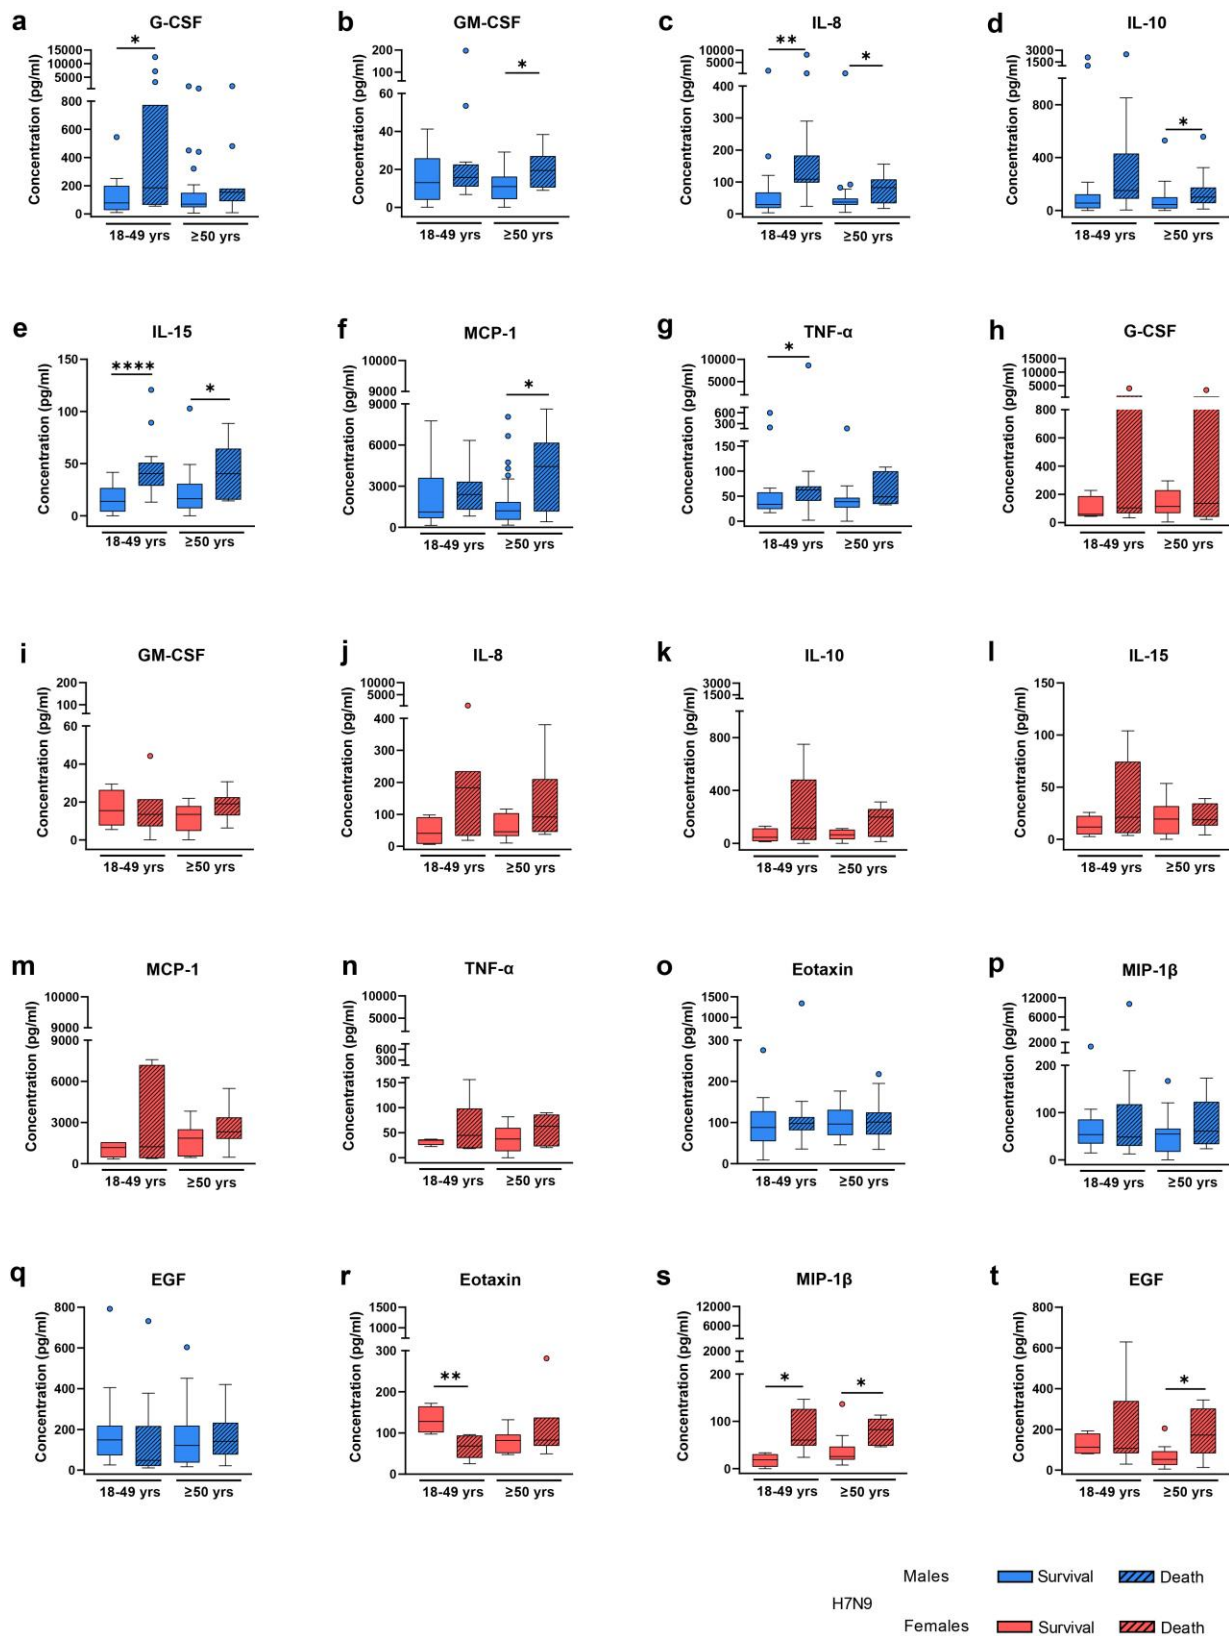 a G-CSF
Concentration (pg/ml)
15000
10000
5000
800
600
400
200
0
*
18-49 yrs ≥50 yrs
b GM-CSF
Concentration (pg/ml)
200
100
60
40
20
0
*
18-49 yrs ≥50 yrs
c IL-8
Concentration (pg/ml)
10000
5000
400
300
200
100
0
** *
18-49 yrs ≥50 yrs
d IL-10
Concentration (pg/ml)
3000
1500
800
400
0
*
18-49 yrs ≥50 yrs
e IL-15
Concentration (pg/ml)
150
100
50
0
**** *
18-49 yrs ≥50 yrs
f MCP-1
Concentration (pg/ml)
10000
9000
9000
6000
3000
0
*
18-49 yrs ≥50 yrs
g TNF-α
Concentration (pg/ml)
10000
5000
600
300
150
100
50
0
*
18-49 yrs ≥50 yrs
h G-CSF
Concentration (pg/ml)
15000
10000
5000
800
600
400
200
0
18-49 yrs ≥50 yrs
i GM-CSF
Concentration (pg/ml)
200
100
60
40
20
0
18-49 yrs ≥50 yrs
j IL-8
Concentration (pg/ml)
10000
5000
400
300
200
100
0
18-49 yrs ≥50 yrs
k IL-10
Concentration (pg/ml)
3000
1500
800
400
0
18-49 yrs ≥50 yrs
l IL-15
Concentration (pg/ml)
150
100
50
0
18-49 yrs ≥50 yrs
m MCP-1
Concentration (pg/ml)
10000
9000
9000
6000
3000
0
18-49 yrs ≥50 yrs
n TNF-α
Concentration (pg/ml)
10000
5000
600
300
150
100
50
0
18-49 yrs ≥50 yrs
o Eotaxin
Concentration (pg/ml)
1500
1000
300
200
100
0
18-49 yrs ≥50 yrs
p MIP-1β
Concentration (pg/ml)
12000
6000
2000
200
100
0
18-49 yrs ≥50 yrs
q EGF
Concentration (pg/ml)
800
600
400
200
0
18-49 yrs ≥50 yrs
r Eotaxin
Concentration (pg/ml)
1500
1000
300
200
100
0
**
18-49 yrs ≥50 yrs
s MIP-1β
Concentration (pg/ml)
12000
6000
2000
200
100
0
* *
18-49 yrs ≥50 yrs
t EGF
Concentration (pg/ml)
800
600
400
200
0
*
18-49 yrs ≥50 yrs
Males Survival Death
H7N9
Females Survival Death